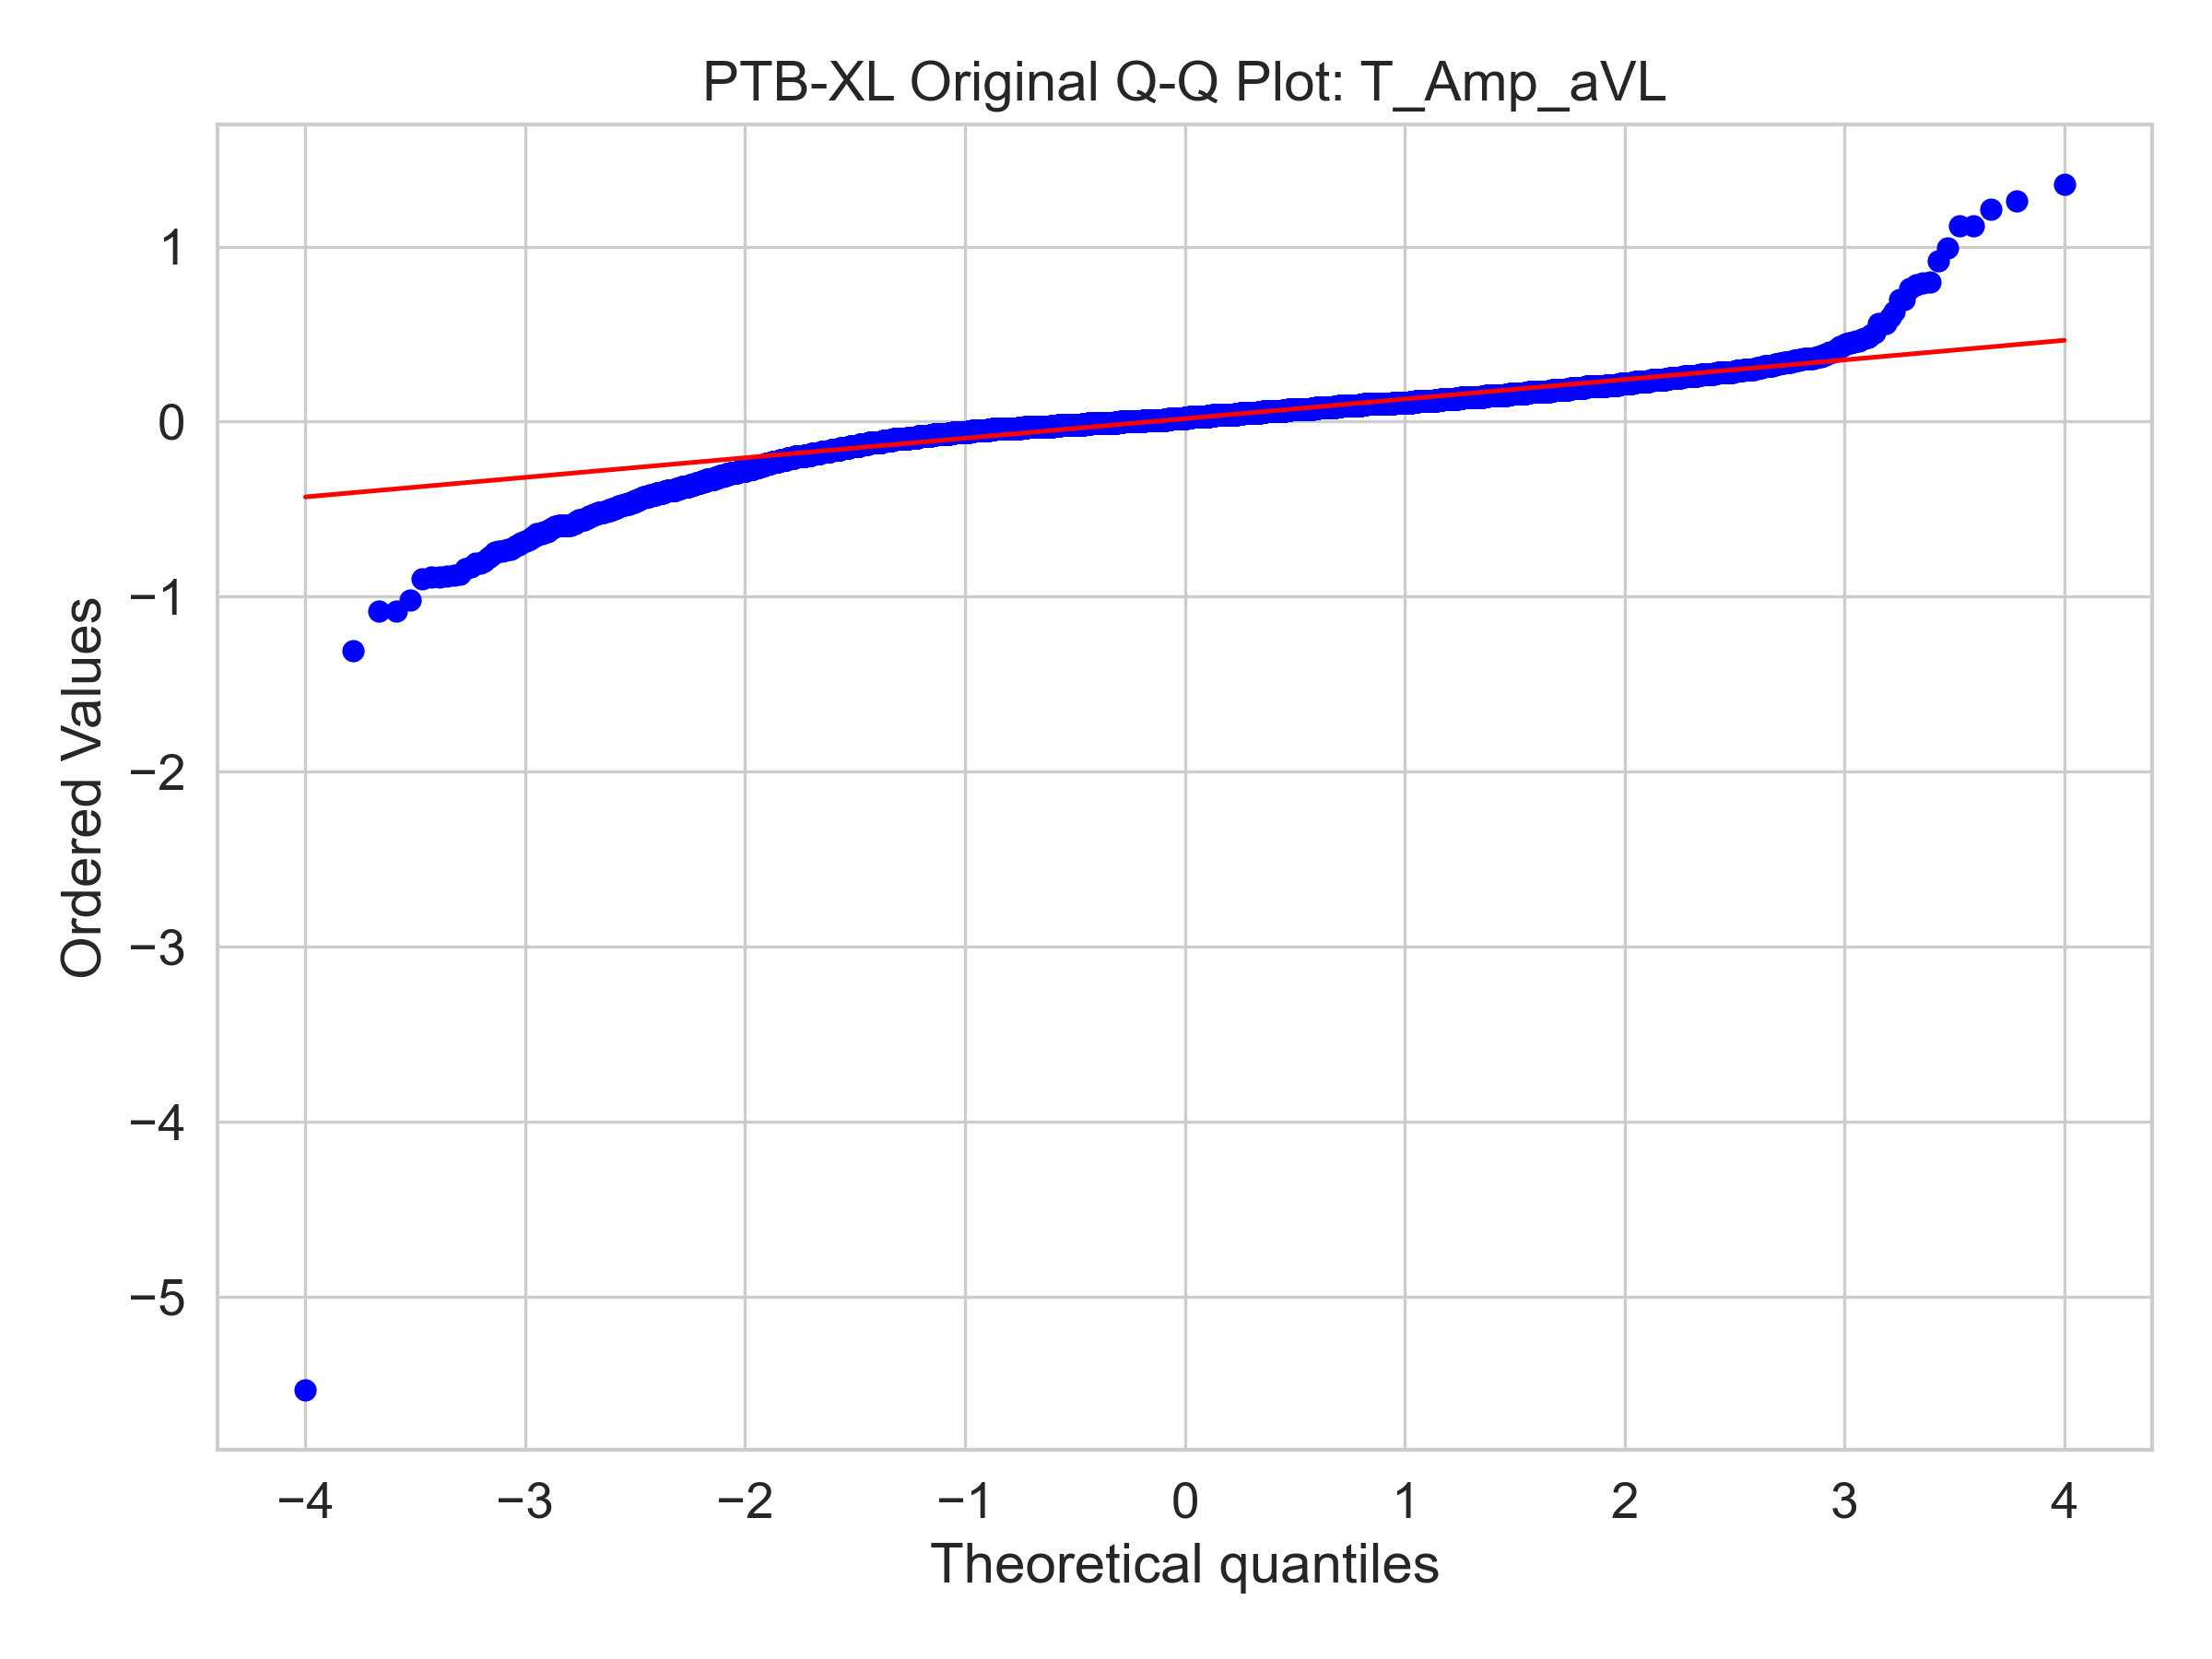 PTB-XL Original Q-Q Plot: T_Amp_aVL
1
0
−1
−2
−3
−4
−5
Ordered Values
−4 −3 −2 −1 0 1 2 3 4
Theoretical quantiles